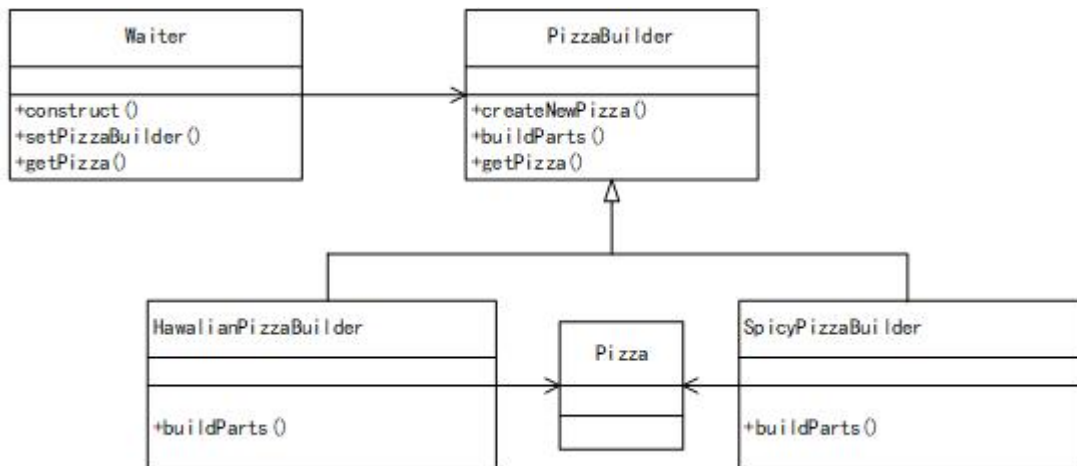 Waiter
+construct()
+setPizzaBuilder()
+getPizza()
PizzaBuilder
+createNewPizza()
+buildParts()
+getPizza()
HawalianPizzaBuilder
+buildParts()
Pizza
SpicyPizzaBuilder
+buildParts()